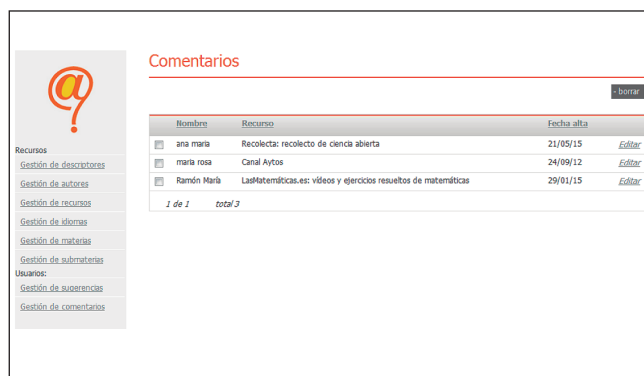 Comentarios
- borrar
Nombre Recurso Fecha alta
ana maria Recolecta: recolecto de ciencia abierta 21/05/15 Editar
maria rosa Canal Aytos 24/09/12 Editar
Ramón María LasMatemáticas.es: vídeos y ejercicios resueltos de matemáticas 29/01/15 Editar
1 de 1 total 3
Recursos
Gestión de descriptores
Gestión de autores
Gestión de recursos
Gestión de idiomas
Gestión de materias
Gestión de submaterias
Usuarios:
Gestión de sugerencias
Gestión de comentarios